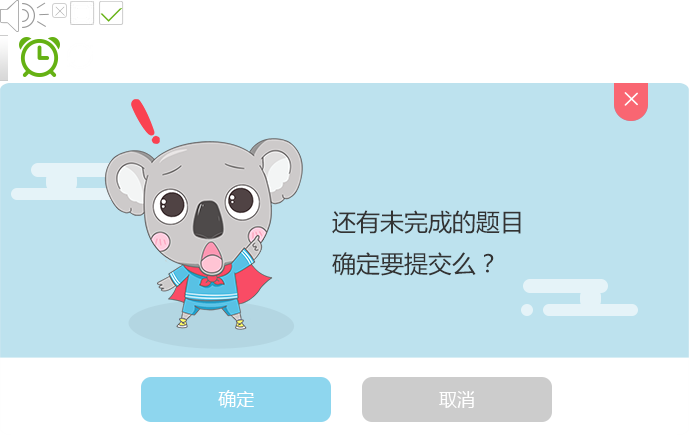 还有未完成的题目
确定要提交么？
确定
取消